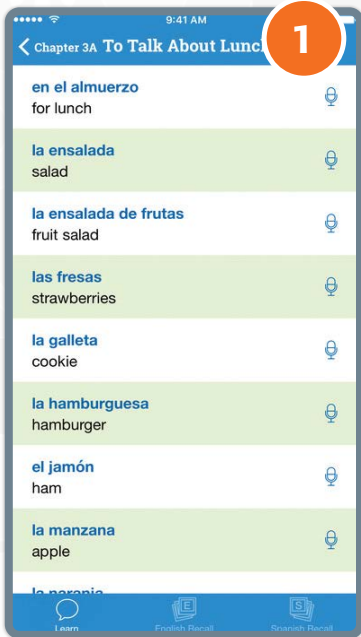 9:41 AM
1
Chapter 3A To Talk About Lunc
en el almuerzo
for lunch
la ensalada
salad
la ensalada de frutas
fruit salad
las fresas
strawberries
la galleta
cookie
la hamburguesa
hamburger
el jamón
ham
la manzana
apple
la naranja
E
S
Learn
English Recall
Spanish Recall